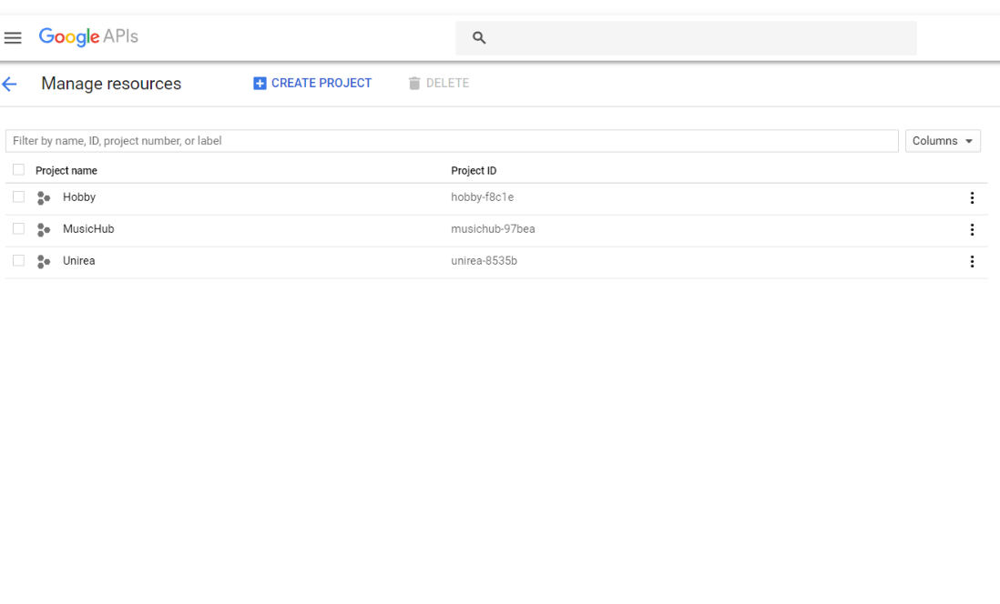 Google APIs
Manage resources CREATE PROJECT DELETE
Filter by name, ID, project number, or label Columns
Project name Project ID
Hobby hobby-f8c1e
MusicHub musichub-97bea
Unirea unirea-8535b